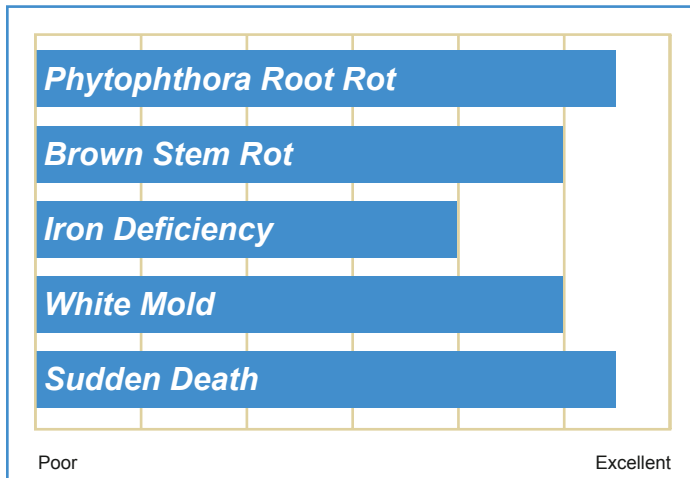 Phytophthora Root Rot
Brown Stem Rot
Iron Deficiency
White Mold
Sudden Death
Poor Excellent